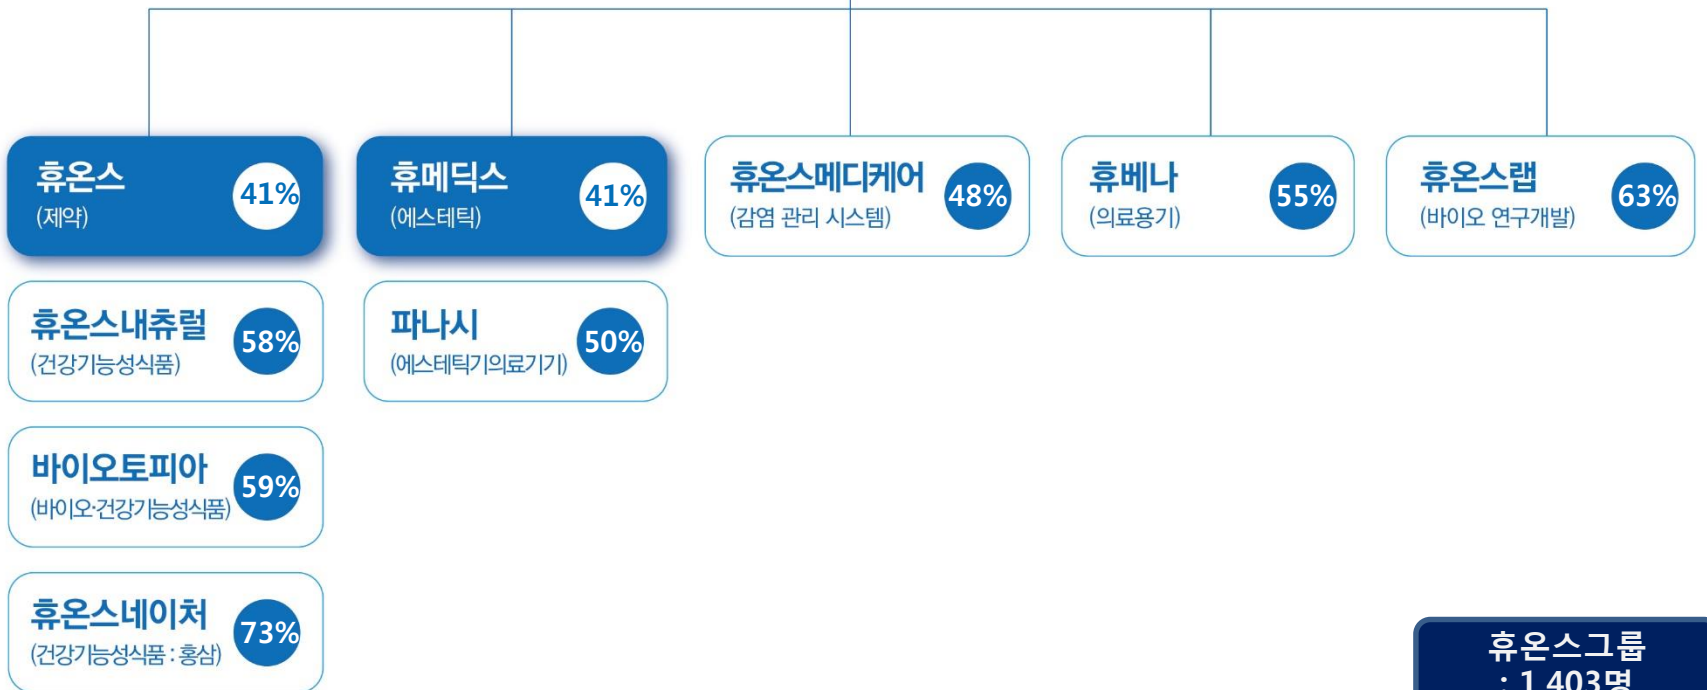 휴온스
(제약)
41%
휴메딕스
(에스테틱)
41%
휴온스메디케어
(감염 관리 시스템)
48%
휴베나
(의료용기)
55%
휴온스랩
(바이오 연구개발)
63%
휴온스내츄럴
(건강기능성식품)
58%
파나시
(에스테틱기의료기기)
50%
바이오토피아
(바이오·건강기능성식품)
59%
휴온스네이처
(건강기능성식품 : 홍삼)
73%
휴온스그룹
: 1,403명